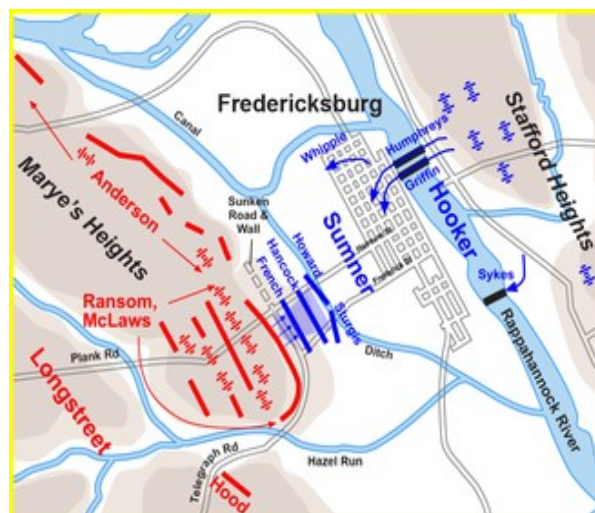 Fredericksburg
Canal
Whipple
Humphreys
Griffin
Stafford Heights
Hooker
Anderson
Marye's Heights
Sunken
Road &
Wall
Howard
Hancock
French
Sumner
Sturgis
Sykes
Ransom,
McLaws
Plank Rd
Ditch
Rappahannock River
Longstreet
Telegraph Rd
Hazel Run
Hood